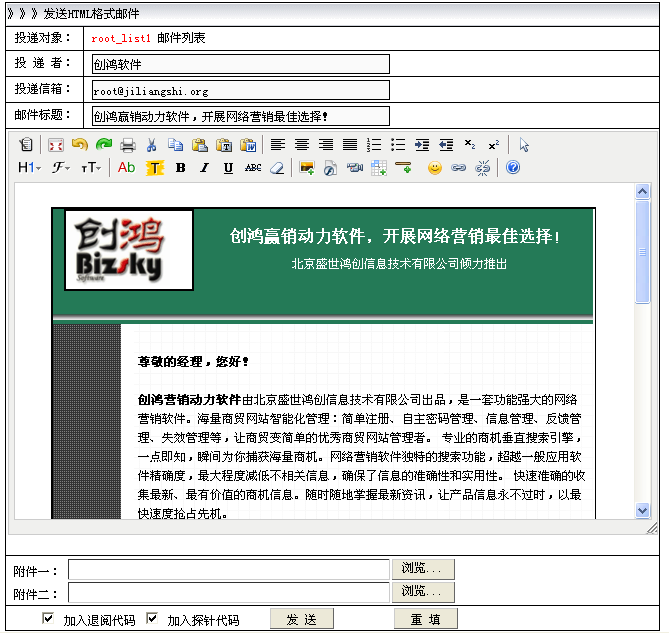 》》》发送HTML格式邮件
投递对象： root_list1 邮件列表
投 递 者： 创鸿软件
投递信箱： root@jiliangshi.org
邮件标题： 创鸿赢销动力软件，开展网络营销最佳选择！
H1 F тT Ab T B I U ABC
创鸿
Bizsky
Software
创鸿赢销动力软件，开展网络营销最佳选择！
北京盛世鸿创信息技术有限公司倾力推出
尊敬的经理，您好！
创鸿营销动力软件由北京盛世鸿创信息技术有限公司出品，是一套功能强大的网络
营销软件。海量商贸网站智能化管理：简单注册、自主密码管理、信息管理、反馈管
理、失效管理等，让商贸变简单的优秀商贸网站管理者。 专业的商机垂直搜索引擎，
一点即知，瞬间为你捕获海量商机。网络营销软件独特的搜索功能，超越一般应用软
件精确度，最大程度减低不相关信息，确保了信息的准确性和实用性。 快速准确的收
集最新、最有价值的商机信息。随时随地掌握最新资讯，让产品信息永不过时，以最
快速度抢占先机。
附件一： 浏览...
附件二： 浏览...
加入退阅代码 加入探针代码 发 送 重 填